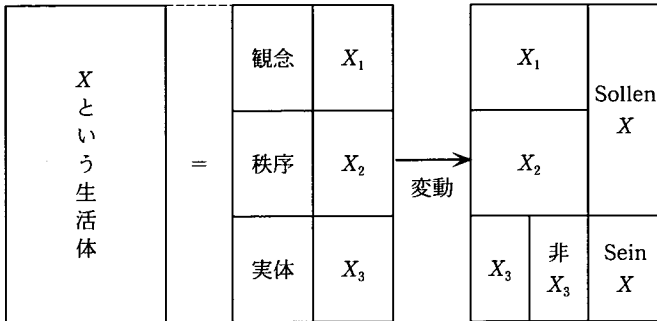 Xという生活体
=
観念 X₁
秩序 X₂
実体 X₃
変動
X₁
X₂
Sollen
X
X₃
非
X₃
Sein
X